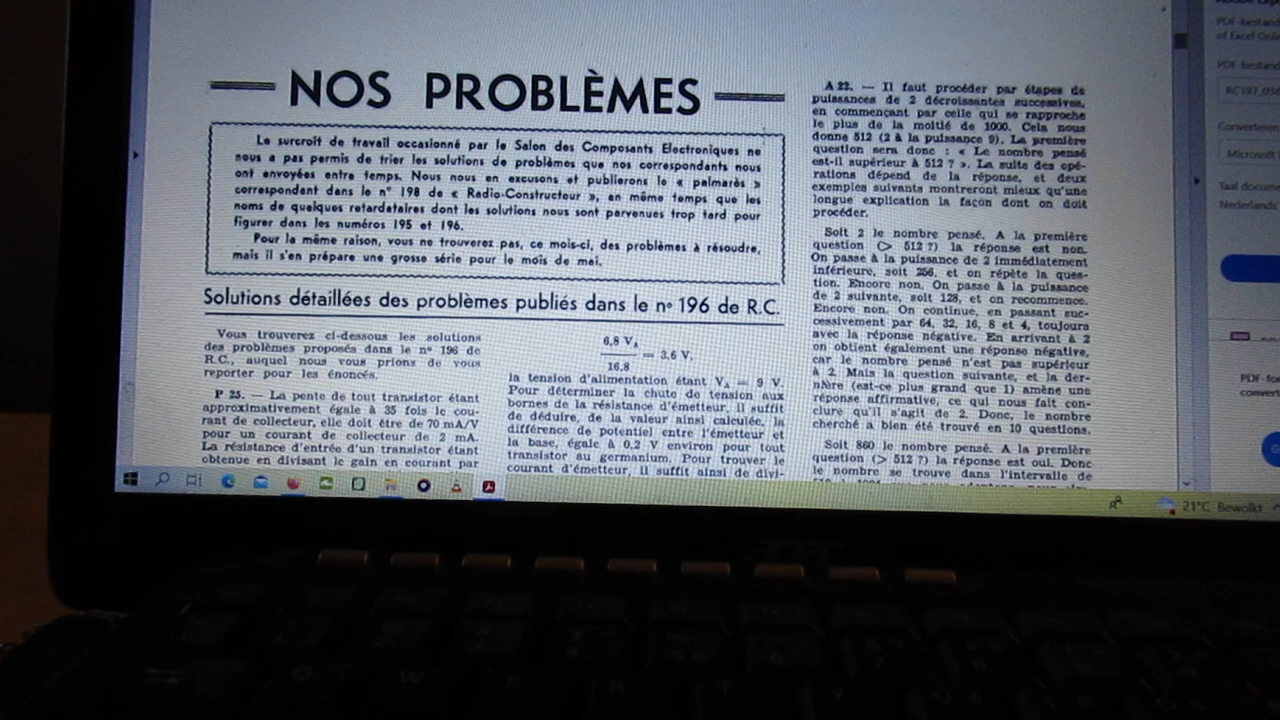 NOS PROBLÈMES
Le surcroît de travail occasionné par le Salon des Composants Electroniques ne
nous a pas permis de trier les solutions de problèmes que nos correspondants nous
ont envoyées entre temps. Nous nous en excusons et publierons le « palmarès »
correspondant dans le n° 198 de « Radio-Constructeur », en même temps que les
noms de quelques retardataires dont les solutions nous sont parvenues trop tard pour
figurer dans les numéros 195 et 196.
Pour la même raison, vous ne trouverez pas, ce mois-ci, des problèmes à résoudre,
mais il s'en prépare une grosse série pour le mois de mai.
Solutions détaillées des problèmes publiés dans le n° 196 de R.C.
Vous trouverez ci-dessous les solutions
des problèmes proposés dans le n° 196 de
R.C., auquel nous vous prions de vous
reporter pour les énoncés.
P 25. — La pente de tout transistor étant
approximativement égale à 35 fois le cou-
rant de collecteur, elle doit être de 70 mA/V
pour un courant de collecteur de 2 mA.
La résistance d'entrée d'un transistor étant
obtenue en divisant le gain en courant par
6,8 VA
= 3,6 V,
16,8
la tension d'alimentation étant VA = 9 V.
Pour déterminer la chute de tension aux
bornes de la résistance d'émetteur, il suffit
de déduire, de la valeur ainsi calculée, la
différence de potentiel entre l'émetteur et
la base, égale à 0,2 V environ pour tout
transistor au germanium. Pour trouver le
courant d'émetteur, il suffit ainsi de divi-
A 22. — Il faut procéder par étapes de
puissances de 2 décroissantes successives,
en commençant par celle qui se rapproche
le plus de la moitié de 1000. Cela nous
donne 512 (2 à la puissance 9). La première
question sera donc : « Le nombre pensé
est-il supérieur à 512 ? ». La suite des opé-
rations dépend de la réponse, et deux
exemples suivants montreront mieux qu'une
longue explication la façon dont on doit
procéder.
Soit 2 le nombre pensé. A la première
question (> 512 ?) la réponse est non.
On passe à la puissance de 2 immédiatement
inférieure, soit 256, et on répète la ques-
tion. Encore non. On passe à la puissance
de 2 suivante, soit 128, et on recommence.
Encore non. On continue, en passant suc-
cessivement par 64, 32, 16, 8 et 4, toujours
avec la réponse négative. En arrivant à 2
on obtient également une réponse négative,
car le nombre pensé n'est pas supérieur
à 2. Mais la question suivante, et la der-
nière (est-ce plus grand que 1) amène une
réponse affirmative, ce qui nous fait con-
clure qu'il s'agit de 2. Donc, le nombre
cherché a bien été trouvé en 10 questions.
Soit 860 le nombre pensé. A la première
question (> 512 ?) la réponse est oui. Donc
le nombre se trouve dans l'intervalle de
PDF-bestand
of Excel Onli
PDF-bestand
Convertere
Microsoft
Taal docume
Nederlands
PDF-
convert
21°C Bewolkt
acer